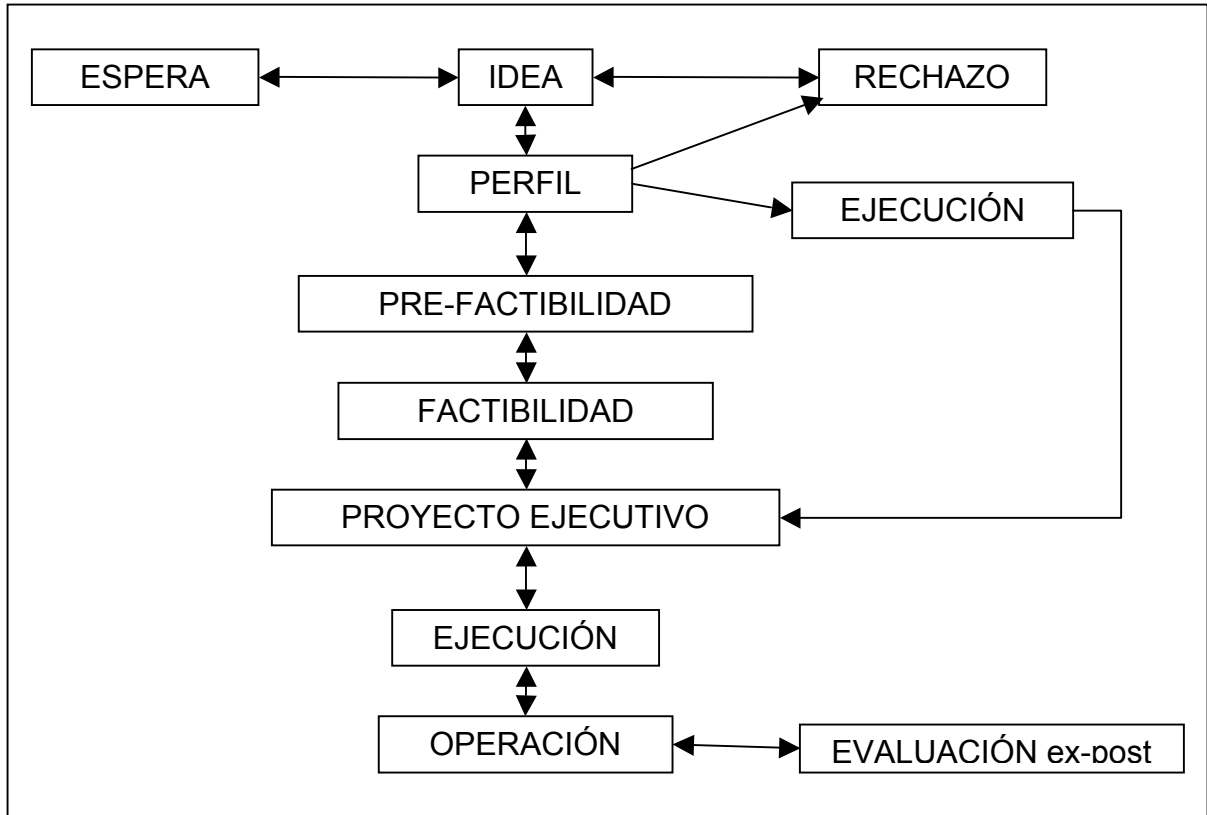 ESPERA
IDEA
RECHAZO
PERFIL
EJECUCIÓN
PRE-FACTIBILIDAD
FACTIBILIDAD
PROYECTO EJECUTIVO
EJECUCIÓN
OPERACIÓN
EVALUACIÓN ex-post